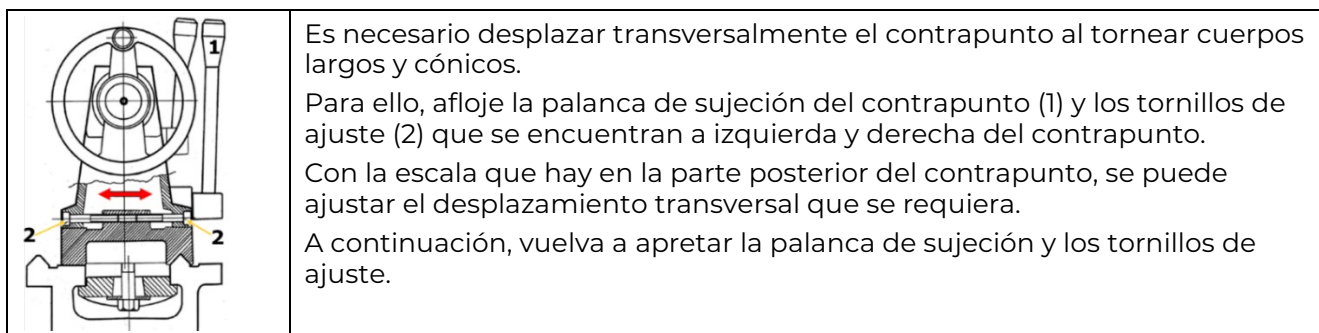 1
2
2
Es necesario desplazar transversalmente el contrapunto al tornear cuerpos
largos y cónicos.
Para ello, afloje la palanca de sujeción del contrapunto (1) y los tornillos de
ajuste (2) que se encuentran a izquierda y derecha del contrapunto.
Con la escala que hay en la parte posterior del contrapunto, se puede
ajustar el desplazamiento transversal que se requiera.
A continuación, vuelva a apretar la palanca de sujeción y los tornillos de
ajuste.